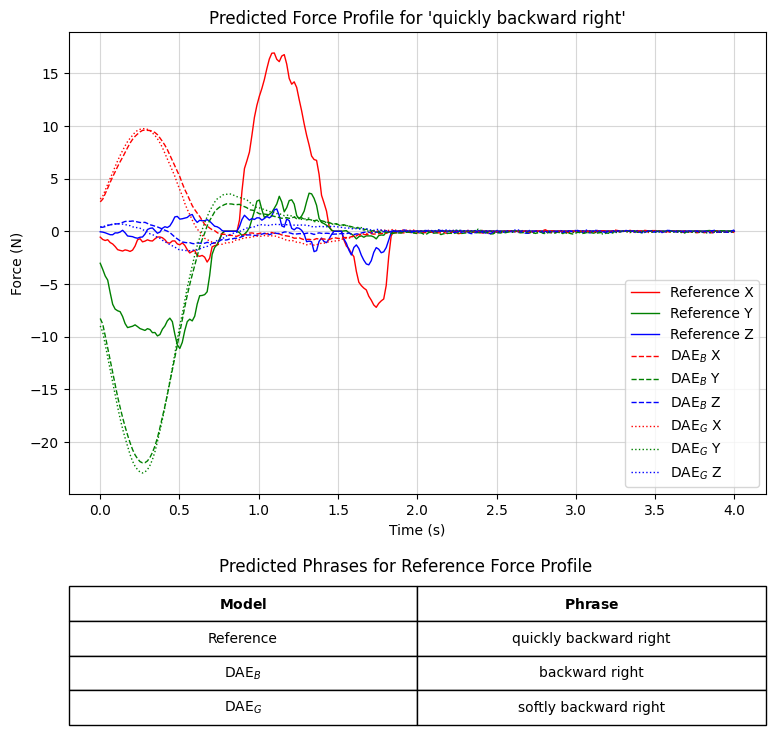 Predicted Force Profile for 'quickly backward right'
Force (N)
15
10
5
0
−5
−10
−15
−20
Reference X
Reference Y
Reference Z
DAE_B X
DAE_B Y
DAE_B Z
DAE_G X
DAE_G Y
DAE_G Z
0.0 0.5 1.0 1.5 2.0 2.5 3.0 3.5 4.0
Time (s)
Predicted Phrases for Reference Force Profile
Model Phrase
Reference quickly backward right
DAE_B backward right
DAE_G softly backward right